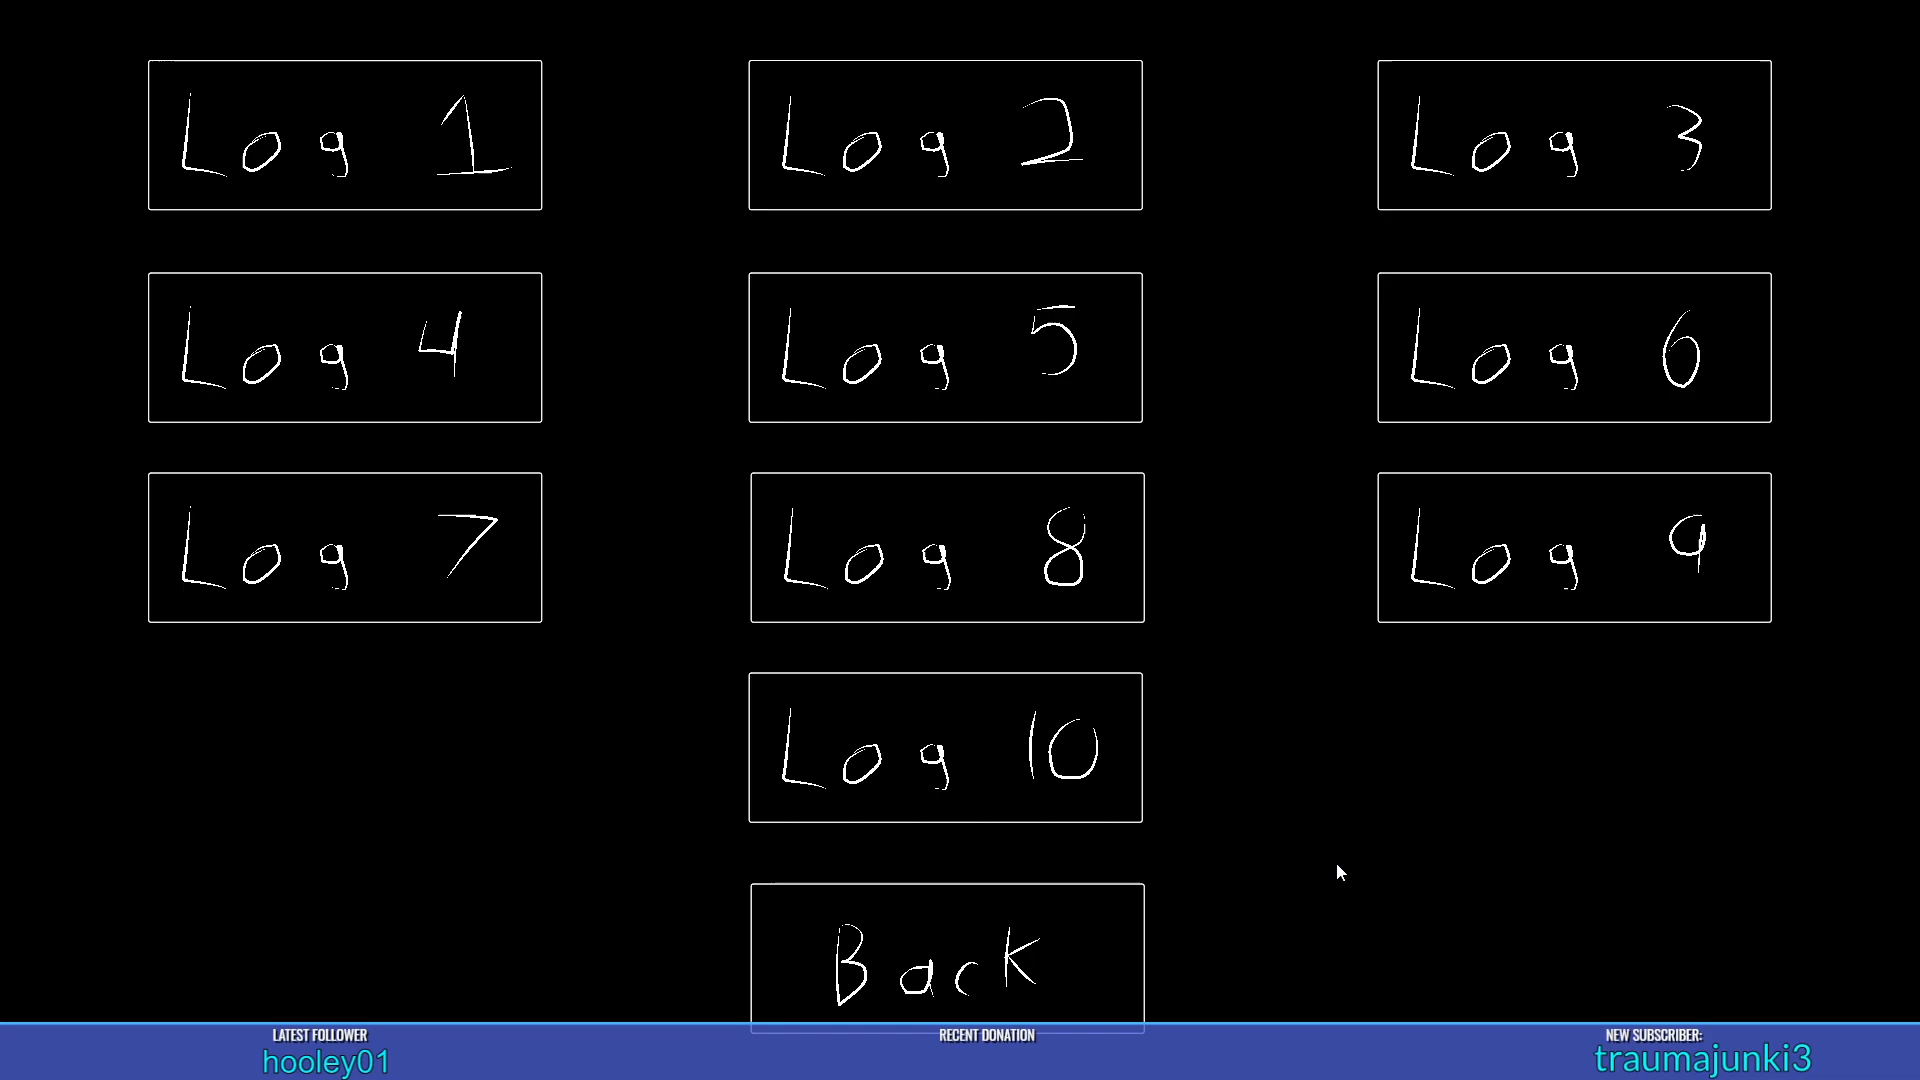 Log 1 Log 2 Log 3
Log 4 Log 5 Log 6
Log 7 Log 8 Log 9
Log 10
Back
LATEST FOLLOWER RECENT DONATION NEW SUBSCRIBER:
hooley01 traumajunki3